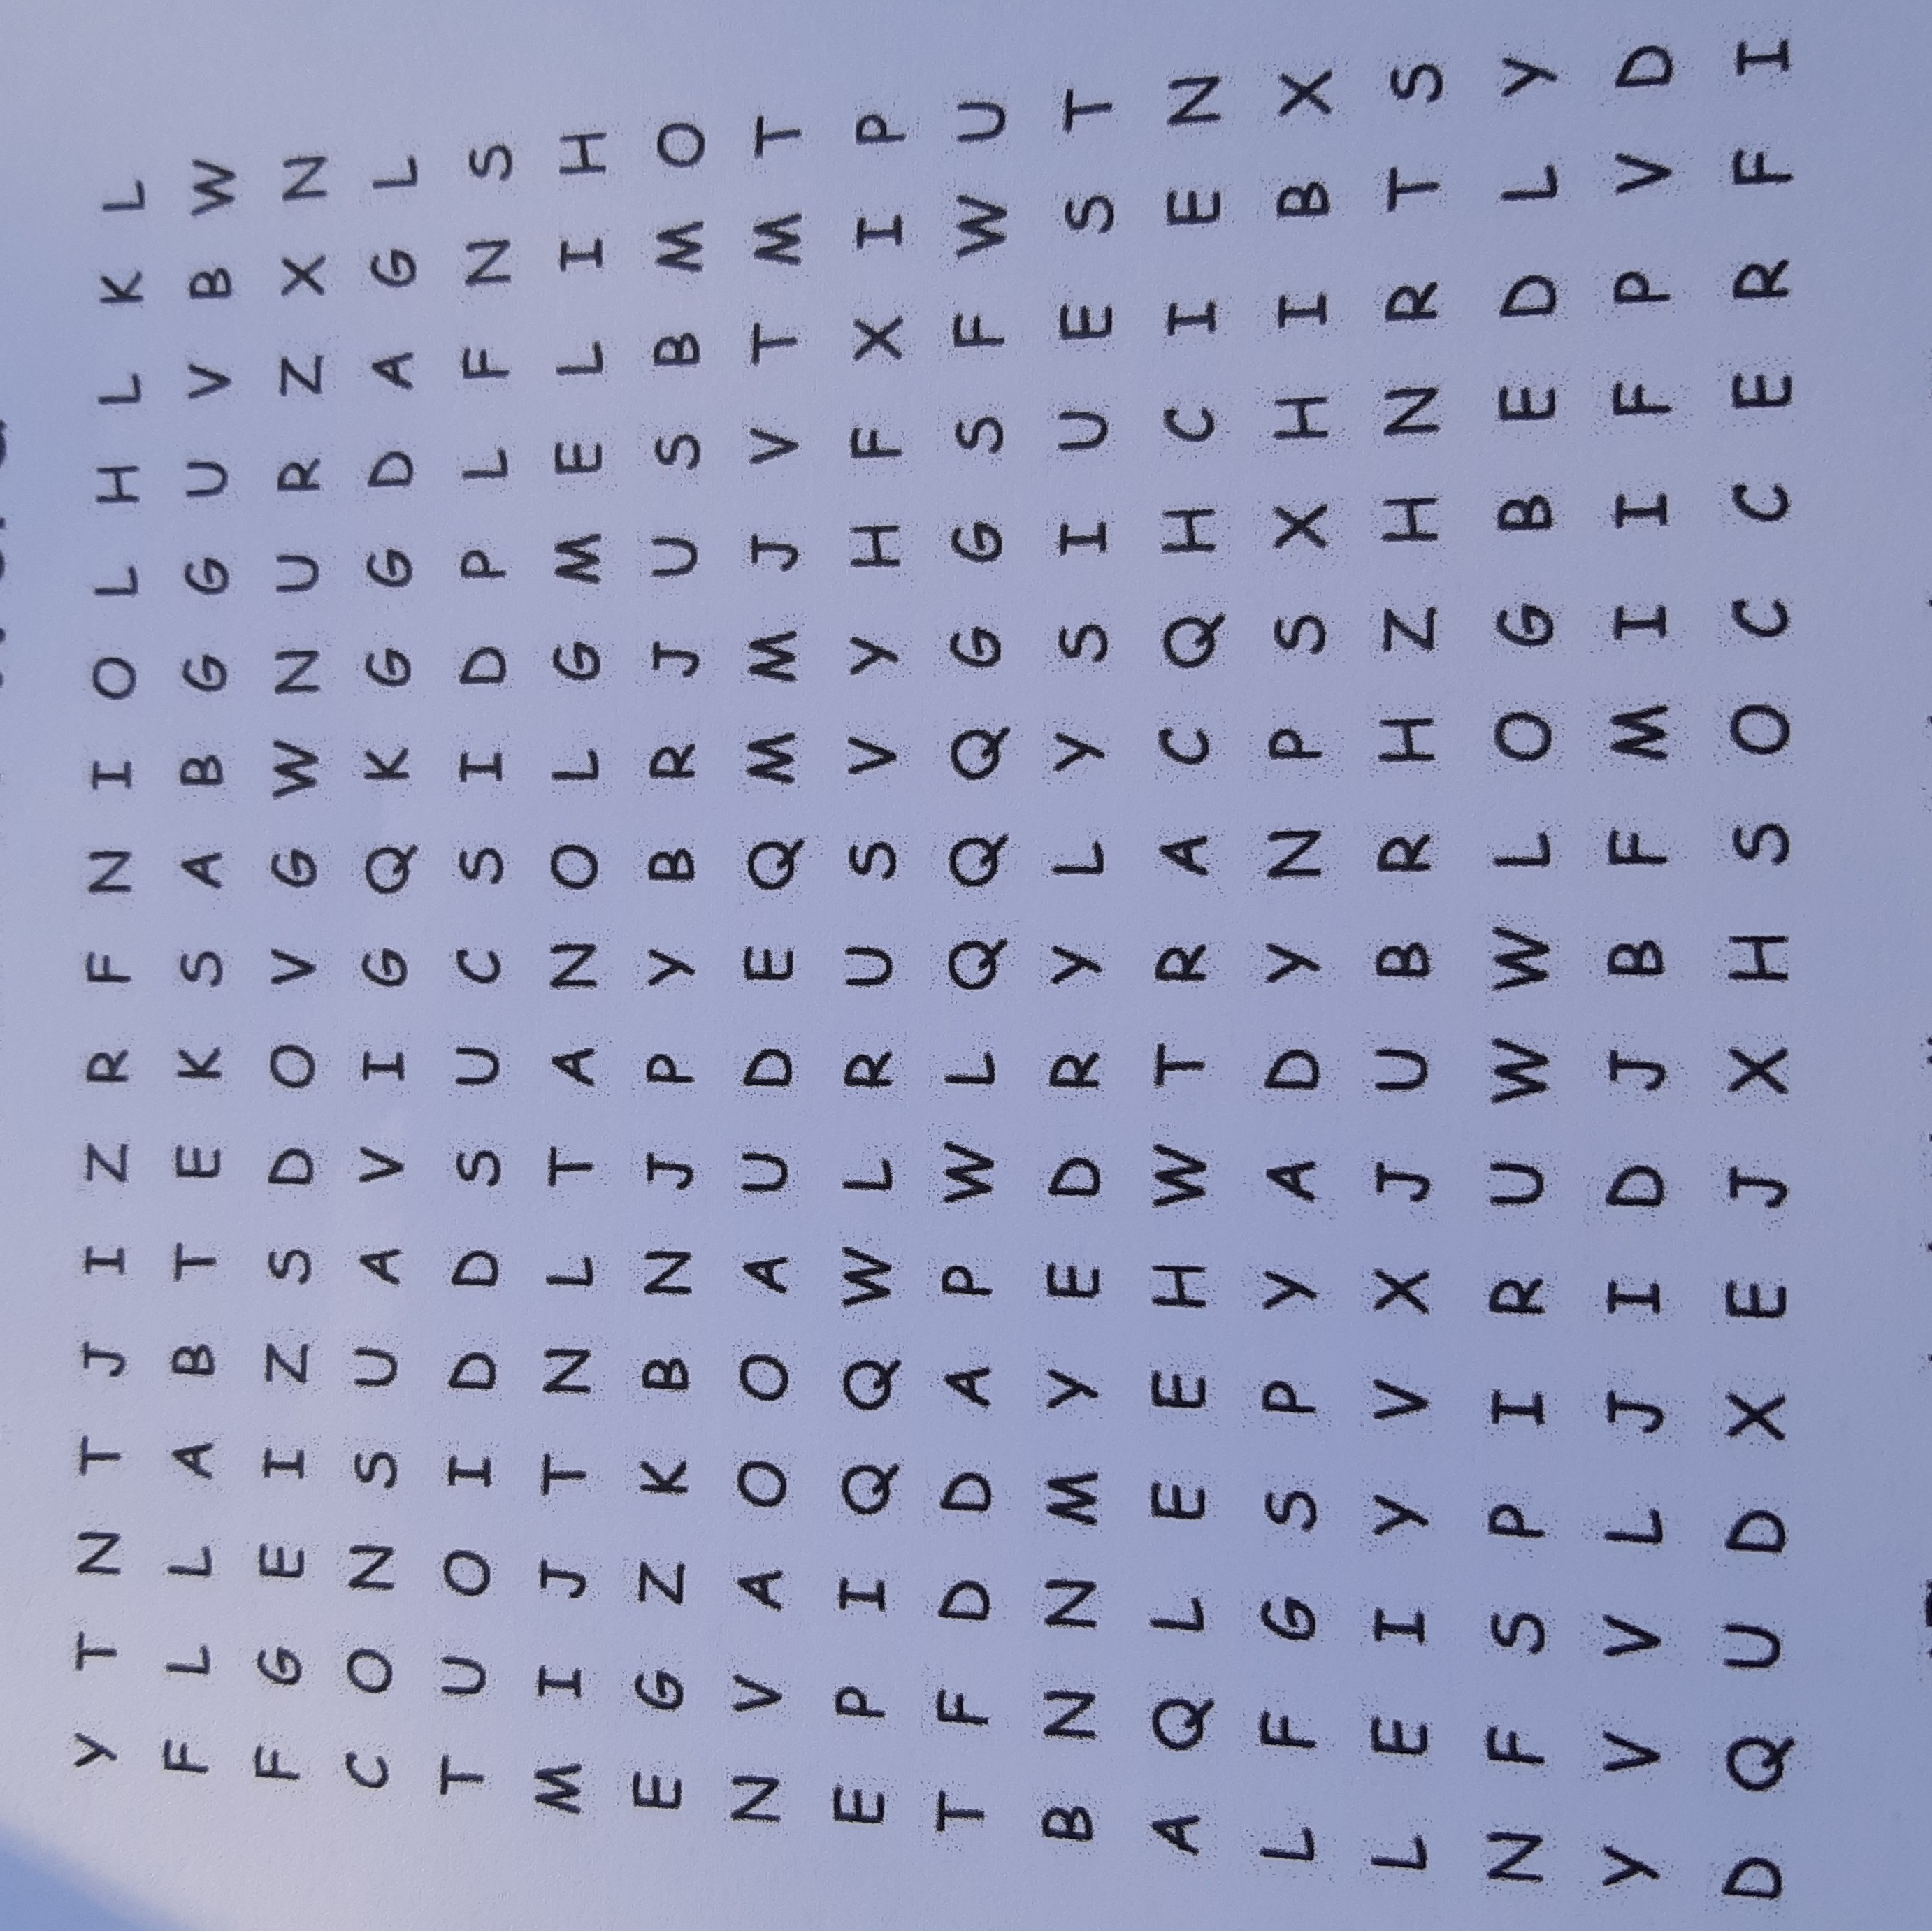 Y T N T J I Z R F N I O L H L K L
F L L A B T E K S A B G G U V B W
F G E I Z S D O V G W N U R Z X N
C O N S U A V I G Q K G G D A G L
T U O I D D S U C S I D P L F N S
M I J T N L T A N O L G M E L I H
E G Z K B N J P Y B R J U S B M O
N V A O O A U D E Q M M J V T M T
E P I Q Q W L R U S V Y H F X I P
T F D D A P W L Q Q Q G G S F W U
B N N M Y E D R Y L Y S I U E S T
A Q L E E H W T R A C Q H C I E N
L F G S P Y A D Y N P S X H I B X
L E I Y V X J U B R H Z H N R T S
N F S P I R U W W L O G B E D L Y
Y V V L J I D J B F M I I F P V D
D Q U D X E J X H S O C C E R F I